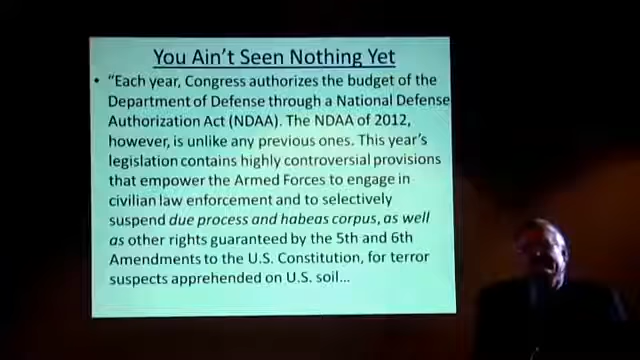 You Ain't Seen Nothing Yet
• "Each year, Congress authorizes the budget of the
Department of Defense through a National Defense
Authorization Act (NDAA). The NDAA of 2012,
however, is unlike any previous ones. This year's
legislation contains highly controversial provisions
that empower the Armed Forces to engage in
civilian law enforcement and to selectively
suspend due process and habeas corpus, as well
as other rights guaranteed by the 5th and 6th
Amendments to the U.S. Constitution, for terror
suspects apprehended on U.S. soil...